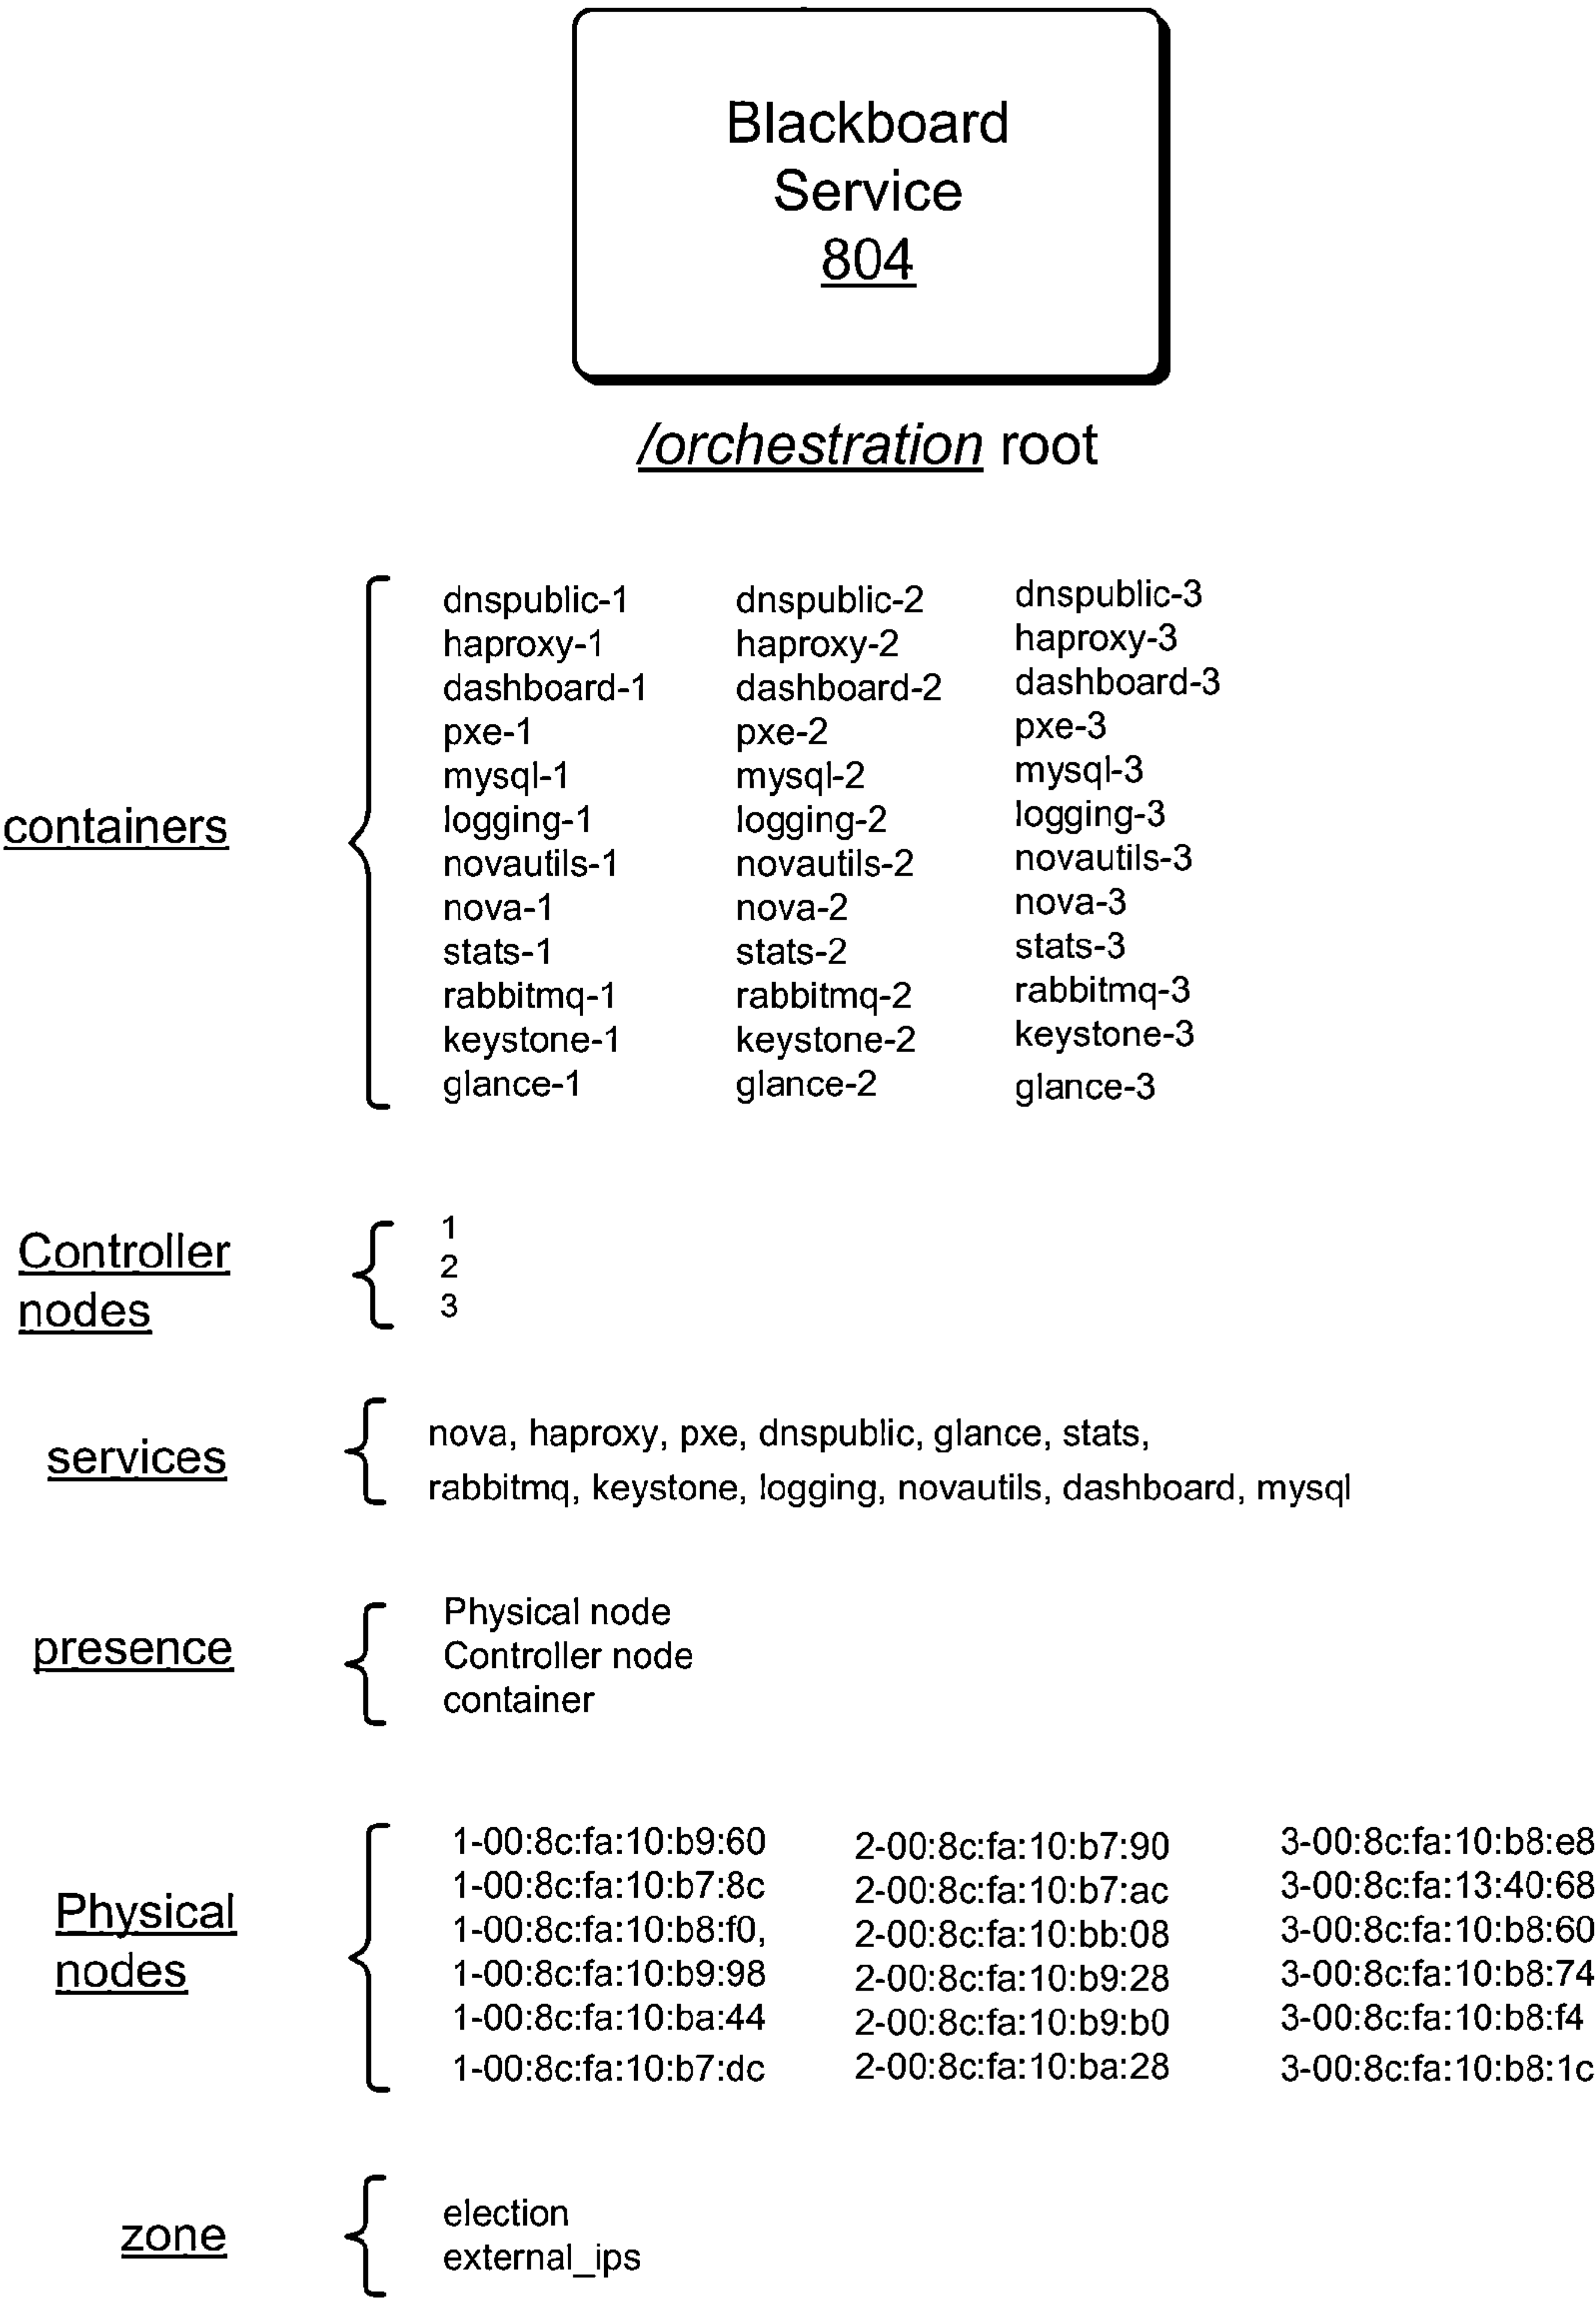 Blackboard
Service
804
/orchestration root
containers
dnspublic-1 dnspublic-2 dnspublic-3
haproxy-1 haproxy-2 haproxy-3
dashboard-1 dashboard-2 dashboard-3
pxe-1 pxe-2 pxe-3
mysql-1 mysql-2 mysql-3
logging-1 logging-2 logging-3
novautils-1 novautils-2 novautils-3
nova-1 nova-2 nova-3
stats-1 stats-2 stats-3
rabbitmq-1 rabbitmq-2 rabbitmq-3
keystone-1 keystone-2 keystone-3
glance-1 glance-2 glance-3
Controller
nodes
1
2
3
services
nova, haproxy, pxe, dnspublic, glance, stats,
rabbitmq, keystone, logging, novautils, dashboard, mysql
presence
Physical node
Controller node
container
Physical
nodes
1-00:8c:fa:10:b9:60 2-00:8c:fa:10:b7:90 3-00:8c:fa:10:b8:e8
1-00:8c:fa:10:b7:8c 2-00:8c:fa:10:b7:ac 3-00:8c:fa:13:40:68
1-00:8c:fa:10:b8:f0, 2-00:8c:fa:10:bb:08 3-00:8c:fa:10:b8:60
1-00:8c:fa:10:b9:98 2-00:8c:fa:10:b9:28 3-00:8c:fa:10:b8:74
1-00:8c:fa:10:ba:44 2-00:8c:fa:10:b9:b0 3-00:8c:fa:10:b8:f4
1-00:8c:fa:10:b7:dc 2-00:8c:fa:10:ba:28 3-00:8c:fa:10:b8:1c
zone
election
external_ips